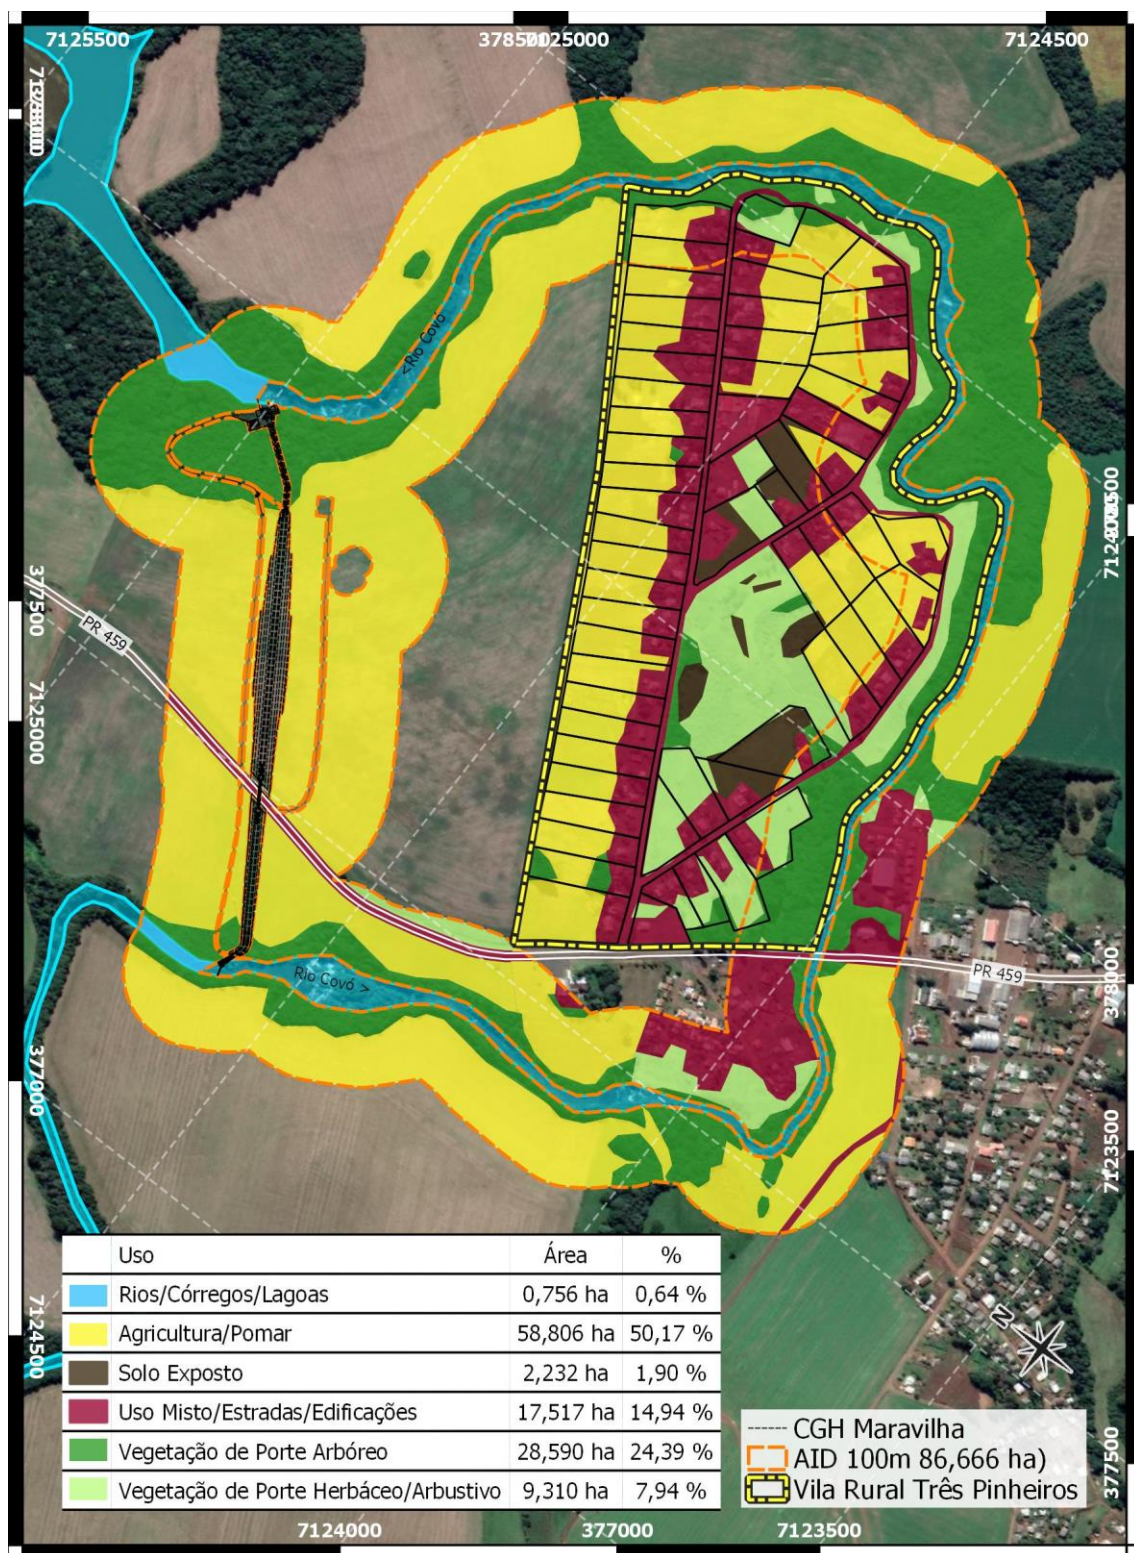 7125500
378500
7125000
7124500
<Rio Covó
PR 459
377500
7125000
Rio Covó >
PR 459
378000
377000
7123500
7124500
377500
Uso Área %
Rios/Córregos/Lagoas 0,756 ha 0,64 %
Agricultura/Pomar 58,806 ha 50,17 %
Solo Exposto 2,232 ha 1,90 %
Uso Misto/Estradas/Edificações 17,517 ha 14,94 %
Vegetação de Porte Arbóreo 28,590 ha 24,39 %
Vegetação de Porte Herbáceo/Arbustivo 9,310 ha 7,94 %
N
CGH Maravilha
AID 100m 86,666 ha)
Vila Rural Três Pinheiros
7124000
377000
7123500